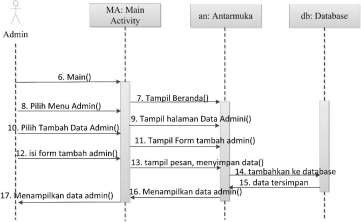 MA: Main
Activity
an: Antarmuka
db: Database
Admin
6. Main()
7. Tampil Beranda()
8. Pilih Menu Admin()
9. Tampil halaman Data Admini()
10. Pilih Tambah Data Admin()
11. Tampil Form tambah admin()
12. isi form tambah admin()
13. tampil pesan, menyimpan data()
14. tambahkan ke database
15. data tersimpan
16. Menampilkan data admin()
17. Menampilkan data admin()